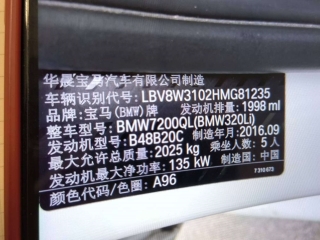 华晨宝马汽车有限公司制造
车辆识别代号: LBV8W3102HMG81235
品牌: 宝马(BMW)牌 发动机排量: 1998 ml
整车型号: BMW7200QL(BMW320Li)
发动机型号: B48B20C 制造年月: 2016.09
最大允许总质量: 2025 kg 乘坐人数: 5 人
最大净功率: 135 kW 制造国: 中国
颜色代码/色圈: A96 7 319 673